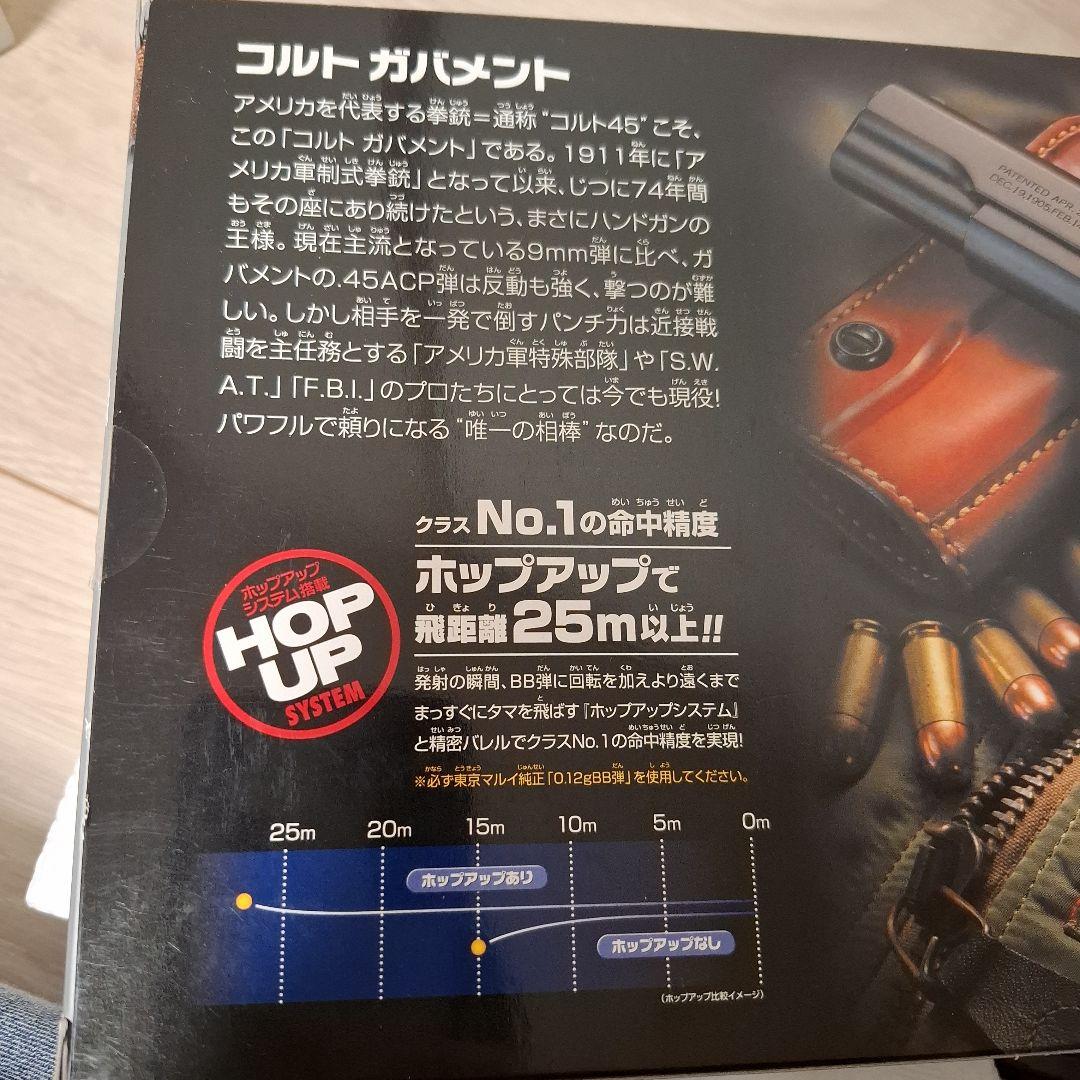 コルト ガバメント
アメリカを代表する拳銃=通称“コルト45”こそ、
この「コルト ガバメント」である。1911年に「ア
メリカ軍制式拳銃」となって以来、じつに74年間
もその座にあり続けたという、まさにハンドガンの
王様。現在主流となっている9mm弾に比べ、ガ
バメントの.45ACP弾は反動も強く、撃つのが難
しい。しかし相手を一発で倒すパンチ力は近接戦
闘を主任務とする「アメリカ軍特殊部隊」や「S.W.
A.T.」「F.B.I.」のプロたちにとっては今でも現役!
パワフルで頼りになる“唯一の相棒”なのだ。
PATENTED APR.
DEC.19,1905,FEB.1
クラスNo.1の命中精度
ホップアップで
飛距離25m以上!!
ホップアップ
システム搭載
HOP
UP
SYSTEM
発射の瞬間、BB弾に回転を加えより遠くまで
まっすぐにタマを飛ばす『ホップアップシステム』
と精密バレルでクラスNo.1の命中精度を実現!
※必ず東京マルイ純正「0.12gBB弾」を使用してください。
25m 20m 15m 10m 5m 0m
ホップアップあり
ホップアップなし
(ホップアップ比較イメージ)